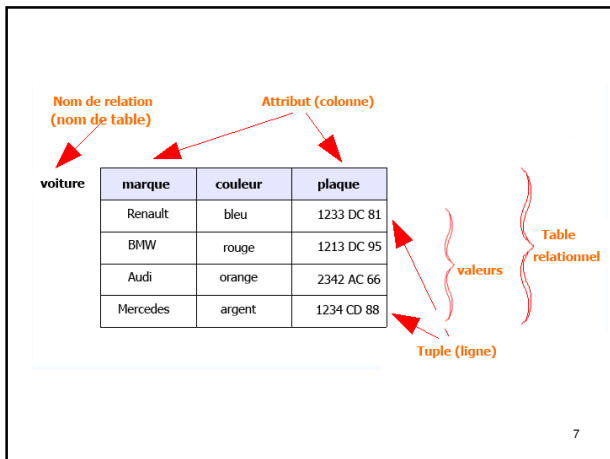 Nom de relation
(nom de table)
Attribut (colonne)
voiture
marque couleur plaque
Renault bleu 1233 DC 81
BMW rouge 1213 DC 95
Audi orange 2342 AC 66
Mercedes argent 1234 CD 88
valeurs
Table
relationnel
Tuple (ligne)
7